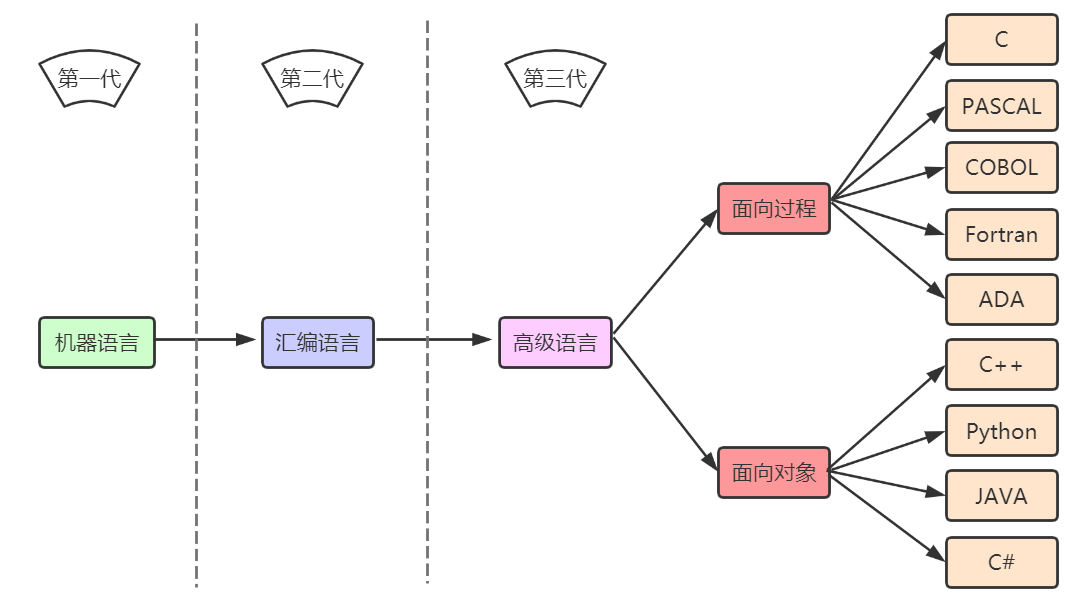 第一代
第二代
第三代
机器语言
汇编语言
高级语言
面向过程
C
PASCAL
COBOL
Fortran
ADA
面向对象
C++
Python
JAVA
C#